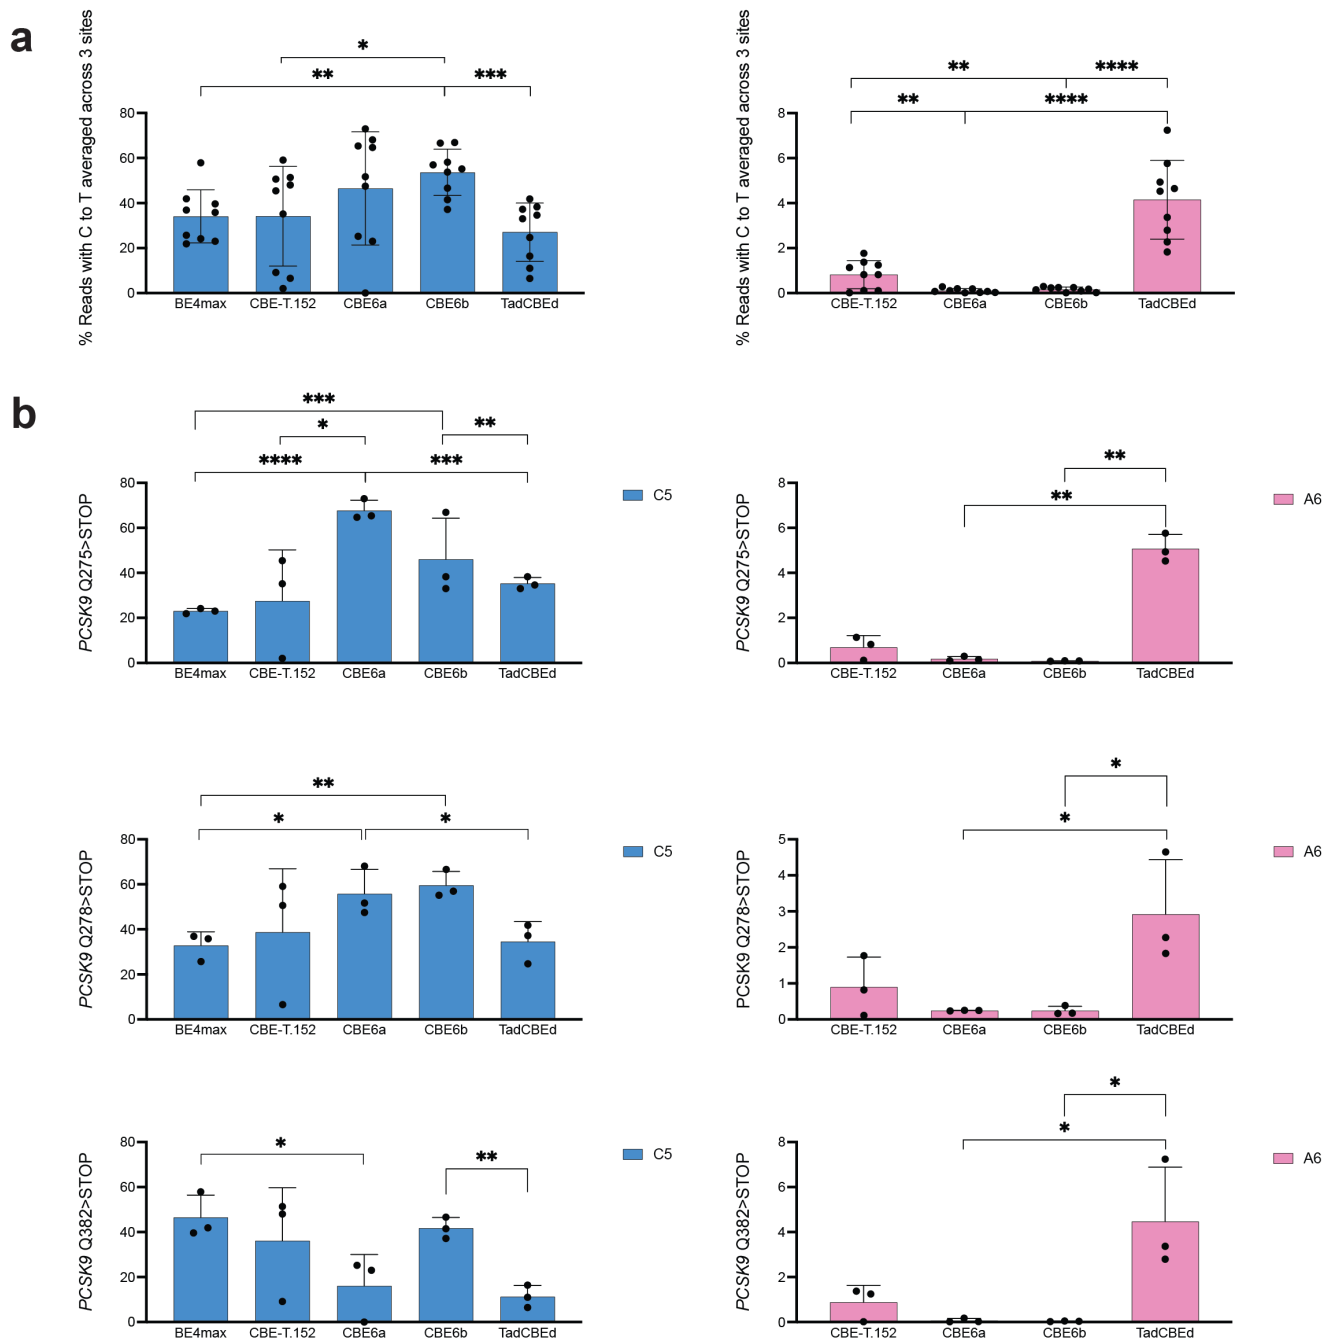 a
% Reads with C to T averaged across 3 sites
80
60
40
20
0
BE4max
CBE-T.152
CBE6a
CBE6b
TadCBEd
**
*
***
% Reads with C to T averaged across 3 sites
8
6
4
2
0
CBE-T.152
CBE6a
CBE6b
TadCBEd
**
****
**
****
b
PCSK9 Q275>STOP
80
60
40
20
0
BE4max
CBE-T.152
CBE6a
CBE6b
TadCBEd
***
*
**
****
***
C5
PCSK9 Q275>STOP
8
6
4
2
0
CBE-T.152
CBE6a
CBE6b
TadCBEd
**
**
A6
PCSK9 Q278>STOP
80
60
40
20
0
BE4max
CBE-T.152
CBE6a
CBE6b
TadCBEd
**
*
*
C5
PCSK9 Q278>STOP
5
4
3
2
1
0
CBE-T.152
CBE6a
CBE6b
TadCBEd
*
*
A6
PCSK9 Q382>STOP
80
60
40
20
0
BE4max
CBE-T.152
CBE6a
CBE6b
TadCBEd
*
**
C5
PCSK9 Q382>STOP
8
6
4
2
0
CBE-T.152
CBE6a
CBE6b
TadCBEd
*
*
A6